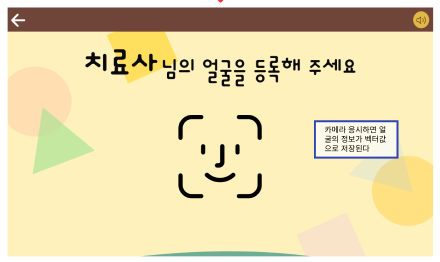 치료사님의 얼굴을 등록해 주세요
카메라 응시하면 얼
굴의 정보가 벡터값
으로 저장된다